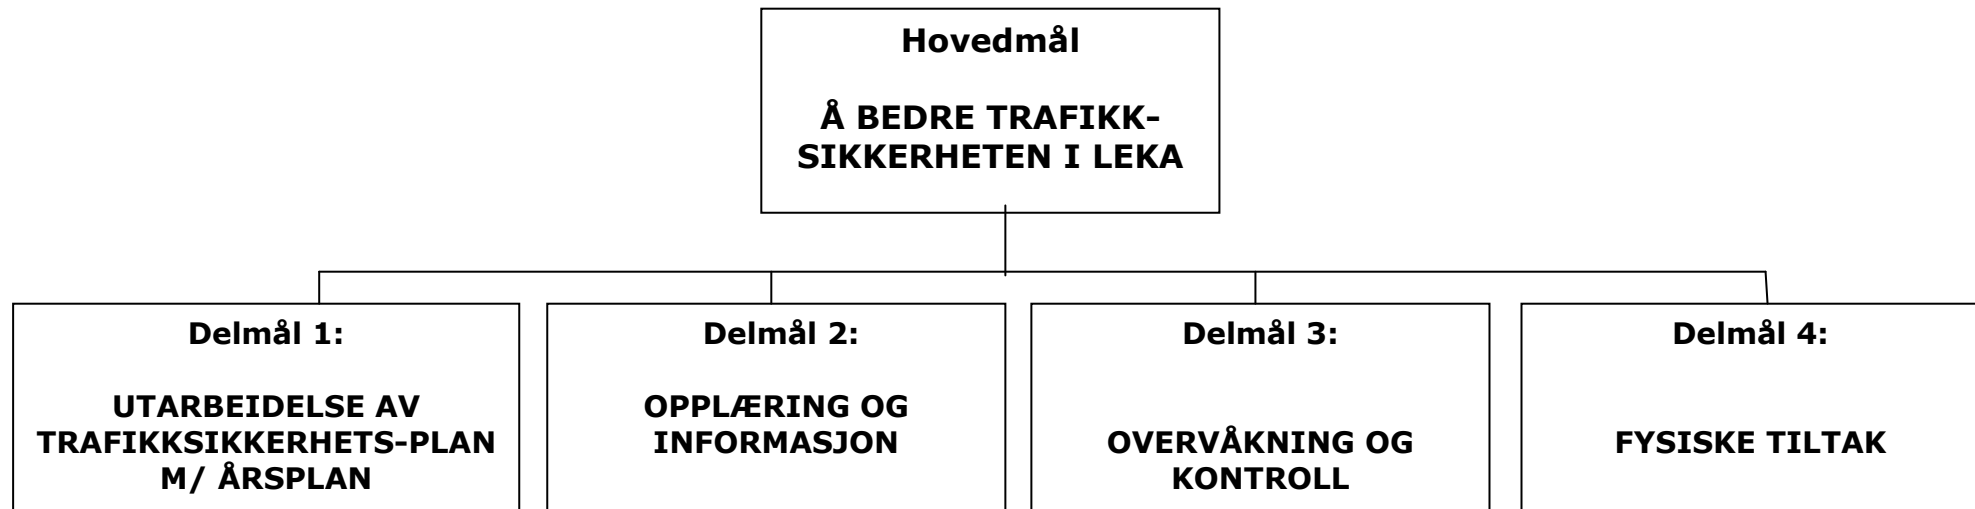 Hovedmål
Å BEDRE TRAFIKK-
SIKKERHETEN I LEKA
Delmål 1:
UTARBEIDELSE AV
TRAFIKKSIKKERHETS-PLAN
M/ ÅRSPLAN
Delmål 2:
OPPLÆRING OG
INFORMASJON
Delmål 3:
OVERVÅKNING OG
KONTROLL
Delmål 4:
FYSISKE TILTAK